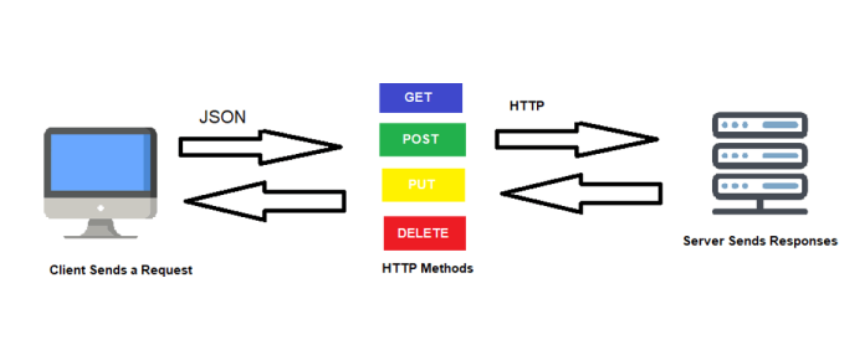 JSON
GET
POST
PUT
DELETE
HTTP
Client Sends a Request
HTTP Methods
Server Sends Responses